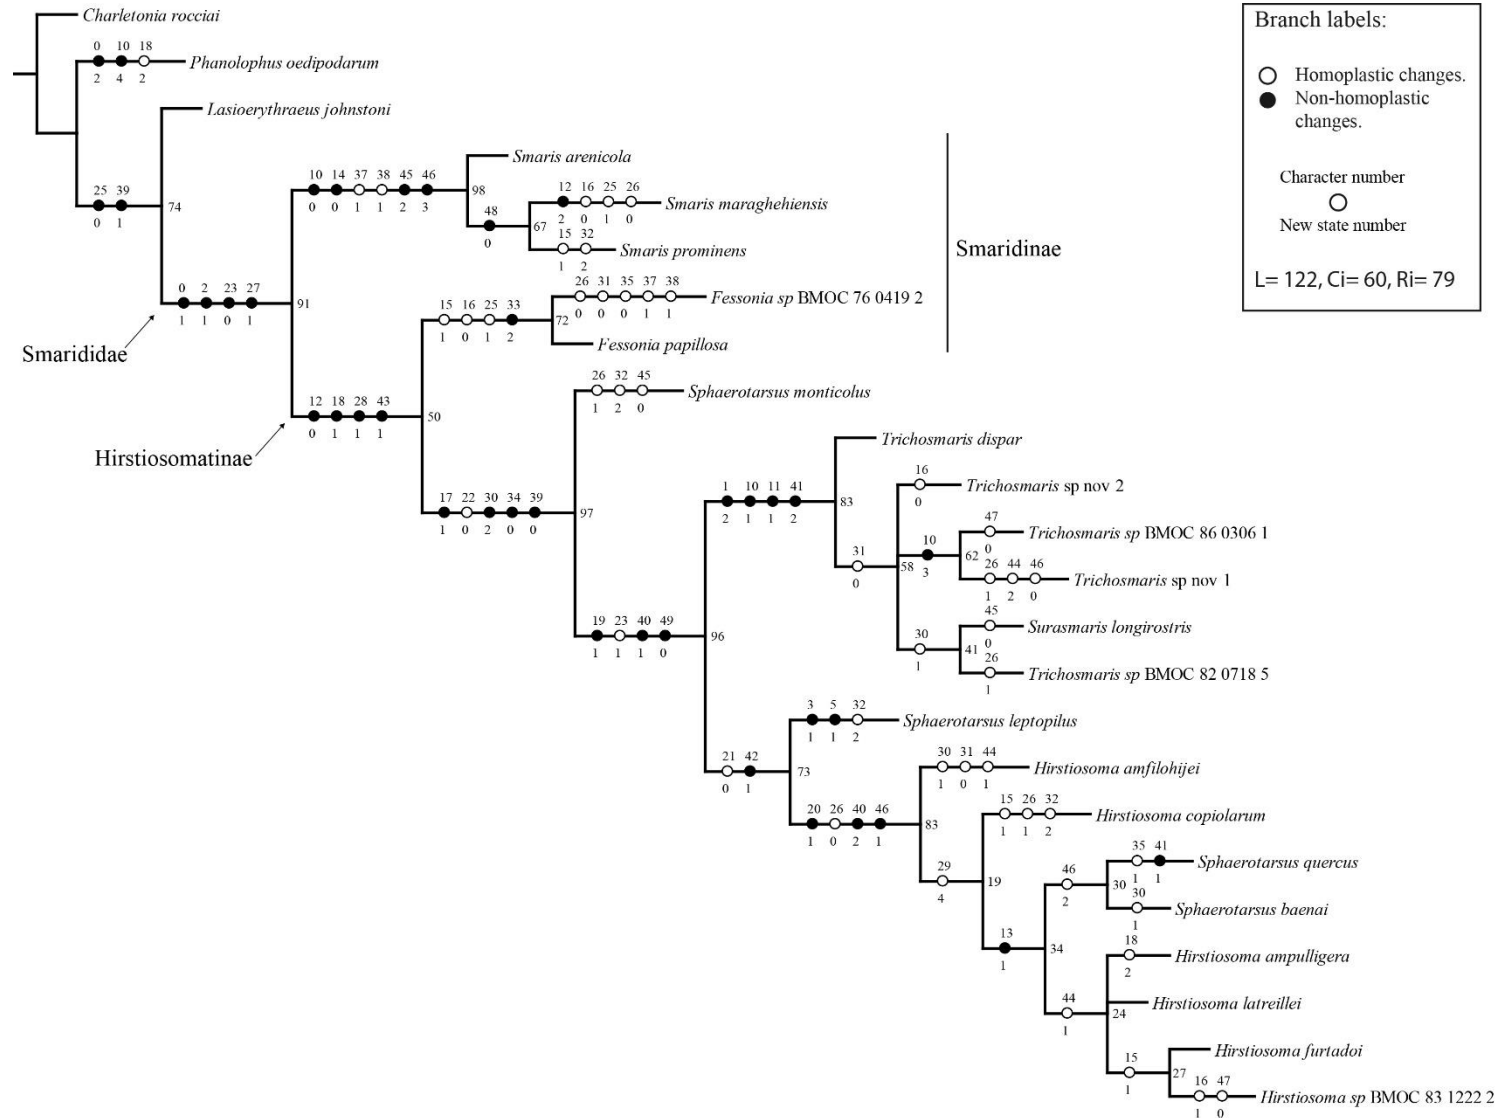 Charletonia rocciai
0 10 18
Phanolophus oedipodarum
2 4 2
Lasioerythraeus johnstoni
25 39
74
0 1
Smaris arenicola
10 14 37 38 45 46
98
0 0 1 1 2 3
12 16 25 26
Smaris maraghehiensis
2 0 1 0
48
67
0
15 32
Smaris prominens
1 2
Smaridinae
0 2 23 27
91
1 1 0 1
Smarididae
26 31 35 37 38
Fessonia sp BMOC 76 0419 2
0 0 0 1 1
15 16 25 33
72
1 0 1 2
Fessonia papillosa
12 18 28 43
50
0 1 1 1
Hirstiosomatinae
26 32 45
Sphaerotarsus monticolus
1 2 0
17 22 30 34 39
97
1 0 2 0 0
Trichosmaris dispar
1 10 11 41
83
2 1 1 2
16
Trichosmaris sp nov 2
0
47
Trichosmaris sp BMOC 86 0306 1
0
10
62
3
31
58
0
26 44 46
Trichosmaris sp nov 1
1 2 0
45
Surasmaris longirostris
0
30
41
1
26
Trichosmaris sp BMOC 82 0718 5
1
19 23 40 49
96
1 1 1 0
3 5 32
Sphaerotarsus leptopilus
1 1 2
21 42
73
0 1
30 31 44
Hirstiosoma amfilohijei
1 0 1
20 26 40 46
83
1 0 2 1
15 26 32
Hirstiosoma copiolarum
1 1 2
29
19
4
35 41
Sphaerotarsus quercus
1 1
46
30
2
30
Sphaerotarsus baenai
1
13
34
1
18
Hirstiosoma ampulligera
2
Hirstiosoma latreillei
44
24
1
Hirstiosoma furtadoi
15
27
1
16 47
Hirstiosoma sp BMOC 83 1222 2
1 0
Branch labels:
Homoplastic changes.
Non-homoplastic
changes.
Character number
New state number
L= 122, Ci= 60, Ri= 79